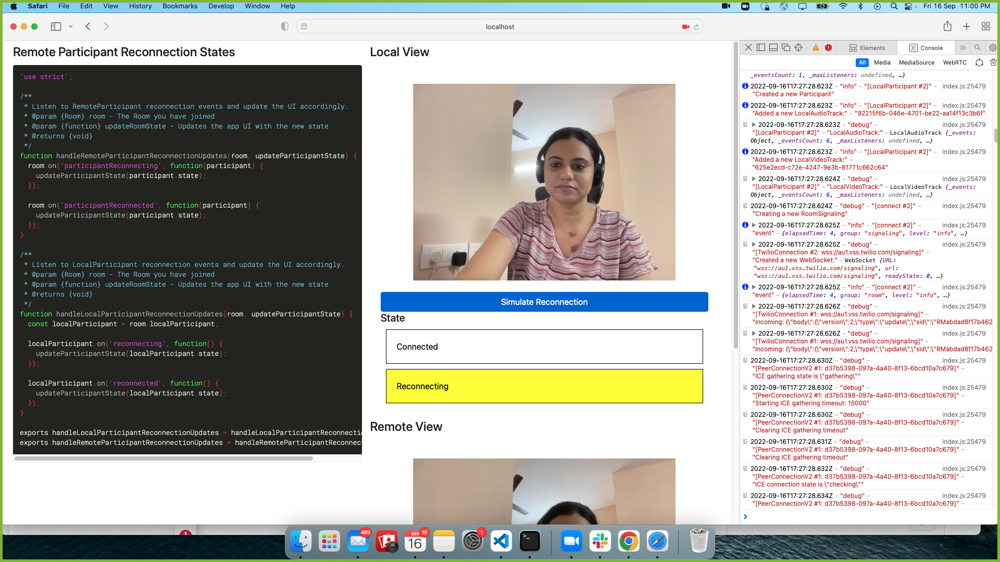 Safari File Edit View History Bookmarks Develop Window Help Fri 16 Sep 11:00 PM
localhost
Remote Participant Reconnection States
'use strict';
/**
* Listen to RemoteParticipant reconnection events and update the UI accordingly.
* @param {Room} room - The Room you have joined
* @param {function} updateRoomState - Updates the app UI with the new state
* @returns {void}
*/
function handleRemoteParticipantReconnectionUpdates(room, updateParticipantState) {
room.on('participantReconnecting', function(participant) {
updateParticipantState(participant.state);
});
room.on('participantReconnected', function(participant) {
updateParticipantState(participant.state);
});
}
/**
* Listen to LocalParticipant reconnection events and update the UI accordingly.
* @param {Room} room - The Room you have joined
* @param {function} updateRoomState - Updates the app UI with the new state
* @returns {void}
*/
function handleLocalParticipantReconnectionUpdates(room, updateParticipantState) {
const localParticipant = room.localParticipant;
localParticipant.on('reconnecting', function() {
updateParticipantState(localParticipant.state);
});
localParticipant.on('reconnected', function() {
updateParticipantState(localParticipant.state);
});
}
exports.handleLocalParticipantReconnectionUpdates = handleLocalParticipantReconnecti
exports.handleRemoteParticipantReconnectionUpdates = handleRemoteParticipantReconnect
Local View
Simulate Reconnection
State
Connected
Reconnecting
Remote View
Elements Console
All Media MediaSource WebRTC
_eventsCount: 1, _maxListeners: undefined, …}
2022-09-16T17:27:28.623Z – "info" – "[LocalParticipant #2]" – index.js:25479
"Created a new Participant"
2022-09-16T17:27:28.623Z – "info" – "[LocalParticipant #2]" – index.js:25479
"Added a new LocalAudioTrack:" – "92215f6b-046e-4701-be22-aa14f13c3b6f"
2022-09-16T17:27:28.623Z – "debug" – index.js:25479
"[LocalParticipant #2]" – "LocalAudioTrack:" – LocalAudioTrack {_events:
Object, _eventsCount: 6, _maxListeners: undefined, …}
2022-09-16T17:27:28.623Z – "info" – "[LocalParticipant #2]" – index.js:25479
"Added a new LocalVideoTrack:" –
"625e2ecd-c72e-4247-9e3b-81771c662c64"
2022-09-16T17:27:28.624Z – "debug" – index.js:25479
"[LocalParticipant #2]" – "LocalVideoTrack:" – LocalVideoTrack {_events:
Object, _eventsCount: 6, _maxListeners: undefined, …}
2022-09-16T17:27:28.624Z – "debug" – "[connect #2]" – index.js:25479
"Creating a new RoomSignaling"
2022-09-16T17:27:28.625Z – "info" – "[connect #2]" – index.js:25479
"event" – {elapsedTime: 4, group: "signaling", level: "info", …}
2022-09-16T17:27:28.625Z – "debug" – index.js:25479
"[TwilioConnection #2: wss://au1.vss.twilio.com/signaling]" –
"Created a new WebSocket:" – WebSocket {URL:
"wss://au1.vss.twilio.com/signaling", url:
"wss://au1.vss.twilio.com/signaling", readyState: 0, …}
2022-09-16T17:27:28.625Z – "info" – "[connect #2]" – index.js:25479
"event" – {elapsedTime: 4, group: "room", level: "info", …}
2022-09-16T17:27:28.626Z – "debug" – index.js:25479
"[TwilioConnection #1: wss://au1.vss.twilio.com/signaling]" –
"Incoming: {\"body\":{\"version\":2,\"type\":\"update\",\"sid\":\"RMabdad8f17b462
2022-09-16T17:27:28.626Z – "debug" – index.js:25479
"[TwilioConnection #1: wss://au1.vss.twilio.com/signaling]" –
"Incoming: {\"body\":{\"version\":2,\"type\":\"update\",\"sid\":\"RMabdad8f17b462
2022-09-16T17:27:28.630Z – "debug" – index.js:25479
"[PeerConnectionV2 #1: d37b5398-097a-4a40-8f13-6bcd10a7c679]" –
"ICE gathering state is \"gathering\""
2022-09-16T17:27:28.630Z – "debug" – index.js:25479
"[PeerConnectionV2 #1: d37b5398-097a-4a40-8f13-6bcd10a7c679]" –
"Starting ICE gathering timeout: 15000"
2022-09-16T17:27:28.630Z – "debug" – index.js:25479
"[PeerConnectionV2 #1: d37b5398-097a-4a40-8f13-6bcd10a7c679]" –
"Clearing ICE gathering timeout"
2022-09-16T17:27:28.631Z – "debug" – index.js:25479
"[PeerConnectionV2 #1: d37b5398-097a-4a40-8f13-6bcd10a7c679]" –
"Clearing ICE gathering timeout"
2022-09-16T17:27:28.632Z – "debug" – index.js:25479
"[PeerConnectionV2 #1: d37b5398-097a-4a40-8f13-6bcd10a7c679]" –
"ICE connection state is \"checking\""
2022-09-16T17:27:28.634Z – "debug" – index.js:25479
"[PeerConnectionV2 #1: d37b5398-097a-4a40-8f13-6bcd10a7c679]" –
489 SEP 16 16 1